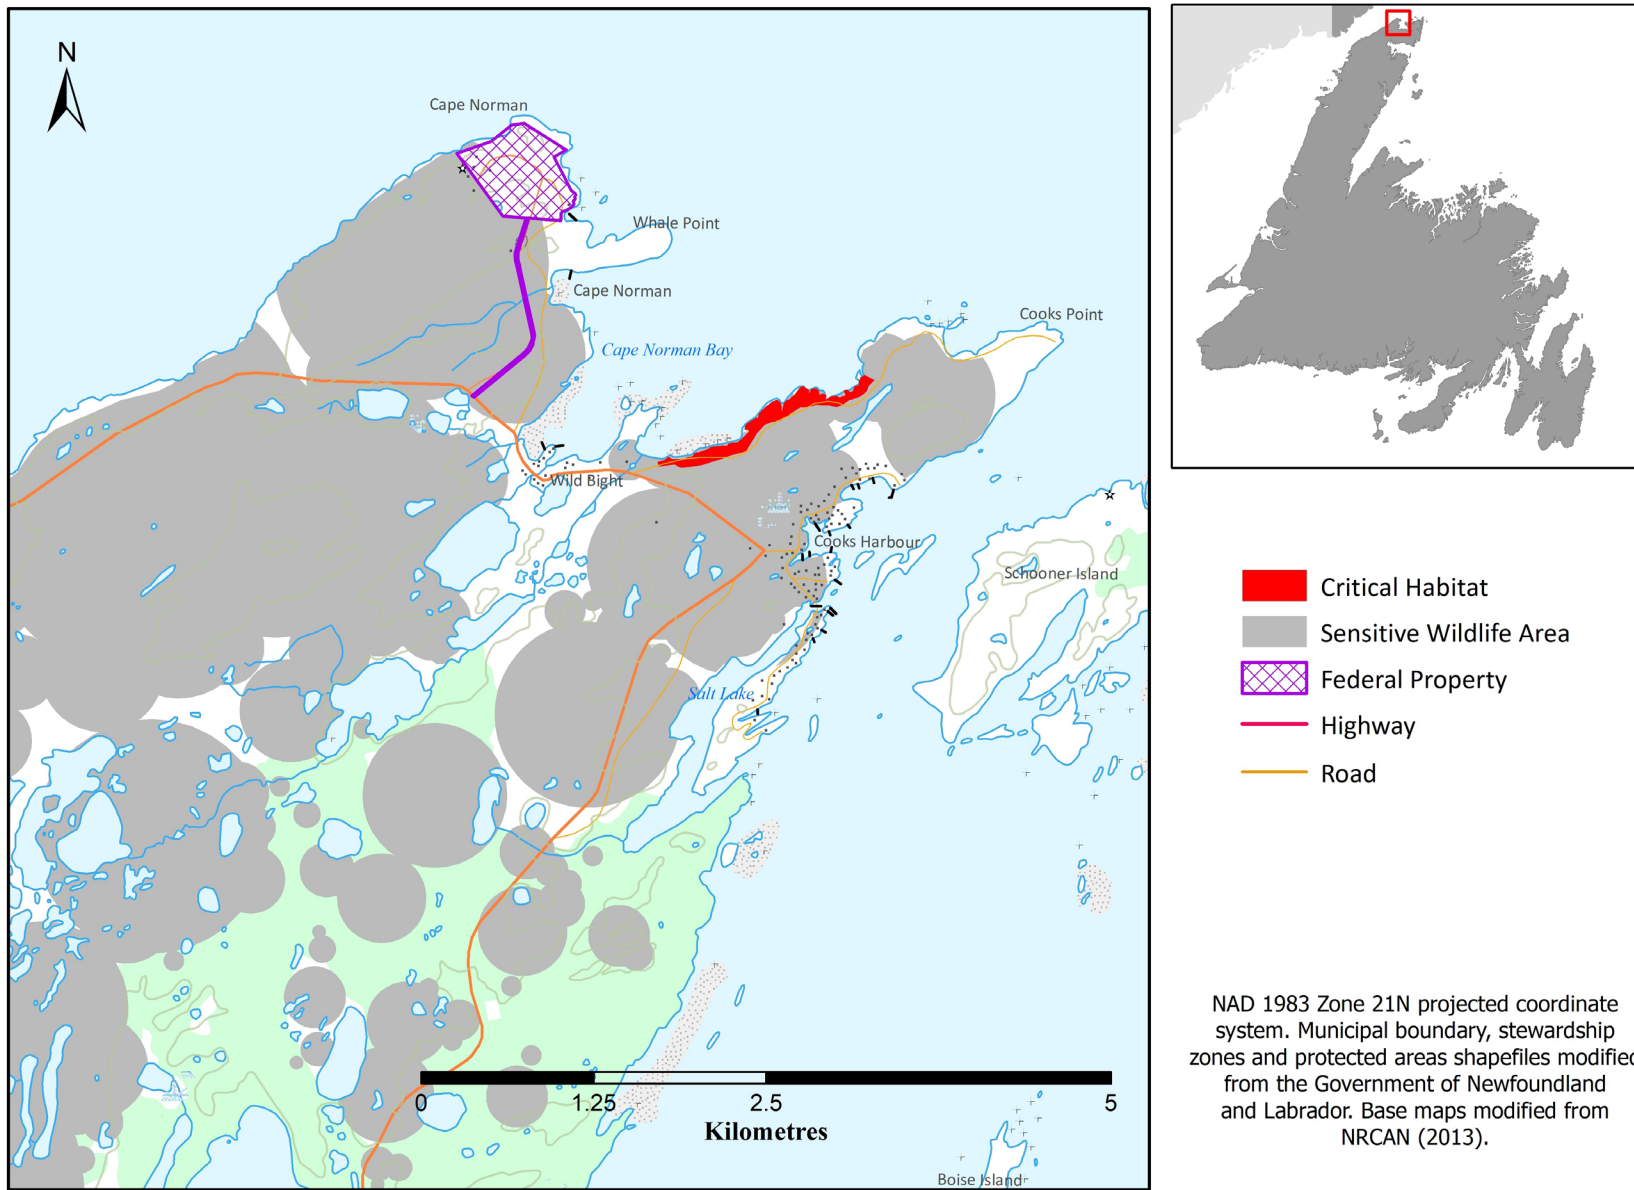 N
Cape Norman
Whale Point
Cape Norman
Cooks Point
Cape Norman Bay
Wild Bight
Cooks Harbour
Schooner Island
Salt Lake
0 1.25 2.5 5
Kilometres
Boise Island
Critical Habitat
Sensitive Wildlife Area
Federal Property
Highway
Road
NAD 1983 Zone 21N projected coordinate
system. Municipal boundary, stewardship
zones and protected areas shapefiles modified
from the Government of Newfoundland
and Labrador. Base maps modified from
NRCAN (2013).